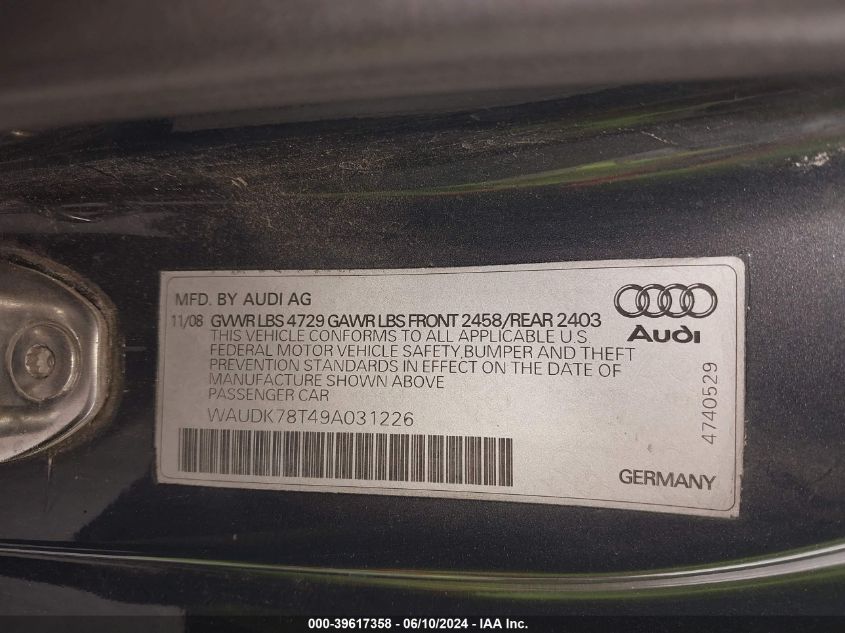 MFD. BY AUDI AG
11/08 GVWR LBS 4729 GAWR LBS FRONT 2458/REAR 2403
THIS VEHICLE CONFORMS TO ALL APPLICABLE U.S
FEDERAL MOTOR VEHICLE SAFETY,BUMPER AND THEFT
PREVENTION STANDARDS IN EFFECT ON THE DATE OF
MANUFACTURE SHOWN ABOVE
PASSENGER CAR
WAUDK78T49A031226
Audi
4740529
GERMANY
000-39617358 - 06/10/2024 - IAA Inc.